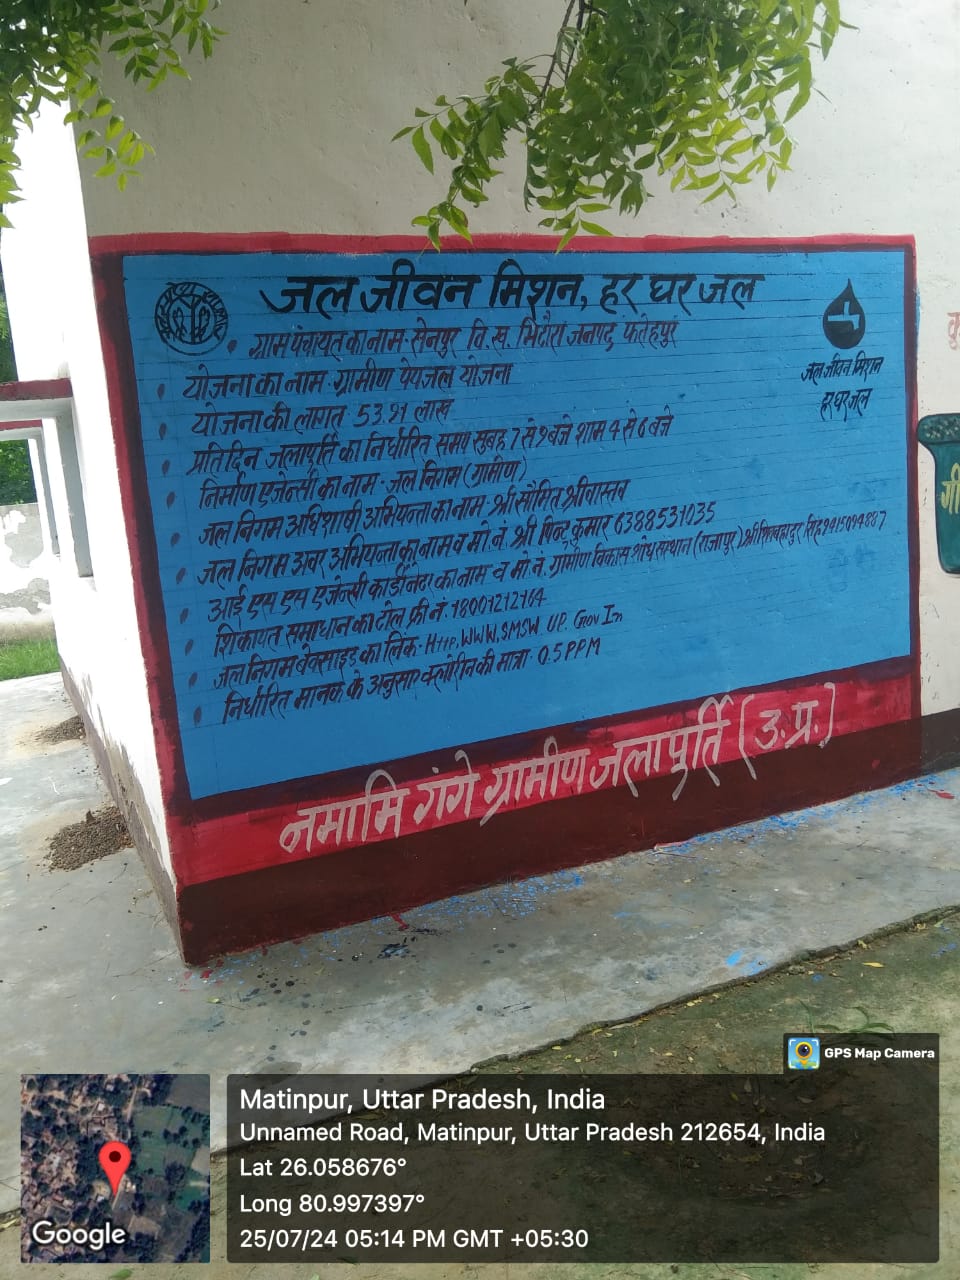 जल जीवन मिशन, हर घर जल
• ग्राम पंचायत का नाम- सेनपुर वि. ख. भिटौरा जनपद फतेहपुर
• योजना का नाम- ग्रामीण पेयजल योजना
योजना की लागत 53.91 लाख
• प्रतिदिन जलापूर्ति का निर्धारित समय सुबह 7 से 9 बजे शाम 4 से 6 बजे
• निर्माण एजेन्सी का नाम - जल निगम (ग्रामीण)
• जल निगम अधिशाषी अभियन्ता का नाम- श्री सौमित श्रीवास्तव
• जल निगम अवर अभियन्ता का नाम व मो नं. श्री पिन्टू कुमार 6388531035
• आई एस एस एजेन्सी कार्डीनेटर का नाम व मो नं. ग्रामीण विकास शोध संस्थान (राजापुर) श्री शिवबहादुर सिंह 9415094887
• शिकायत समाधान का टोल फ्री नं. 18001212164
• जल निगम बेवसाइड का लिंक- Http,WWW,SMSW. UP. Gov In
• निर्धारित मानक के अनुसार क्लोरिन की मात्रा- 0.5 PPM
जल जीवन मिशन
हर घर जल
नमामि गंगे ग्रामीण जलापुर्ति (उ.प्र.)
GPS Map Camera
Google
Matinpur, Uttar Pradesh, India
Unnamed Road, Matinpur, Uttar Pradesh 212654, India
Lat 26.058676°
Long 80.997397°
25/07/24 05:14 PM GMT +05:30